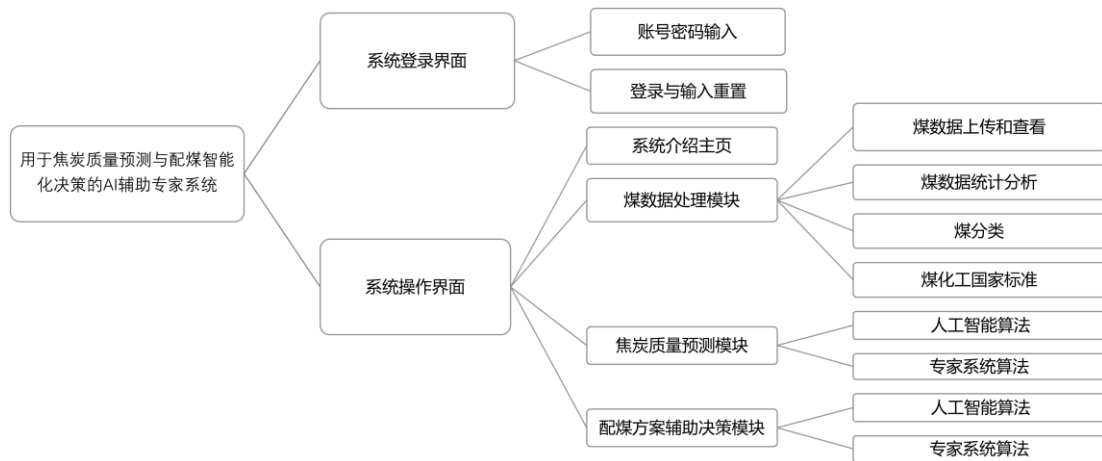 用于焦炭质量预测与配煤智能
化决策的AI辅助专家系统
系统登录界面
账号密码输入
登录与输入重置
系统操作界面
系统介绍主页
煤数据处理模块
煤数据上传和查看
煤数据统计分析
煤分类
煤化工国家标准
焦炭质量预测模块
人工智能算法
专家系统算法
配煤方案辅助决策模块
人工智能算法
专家系统算法